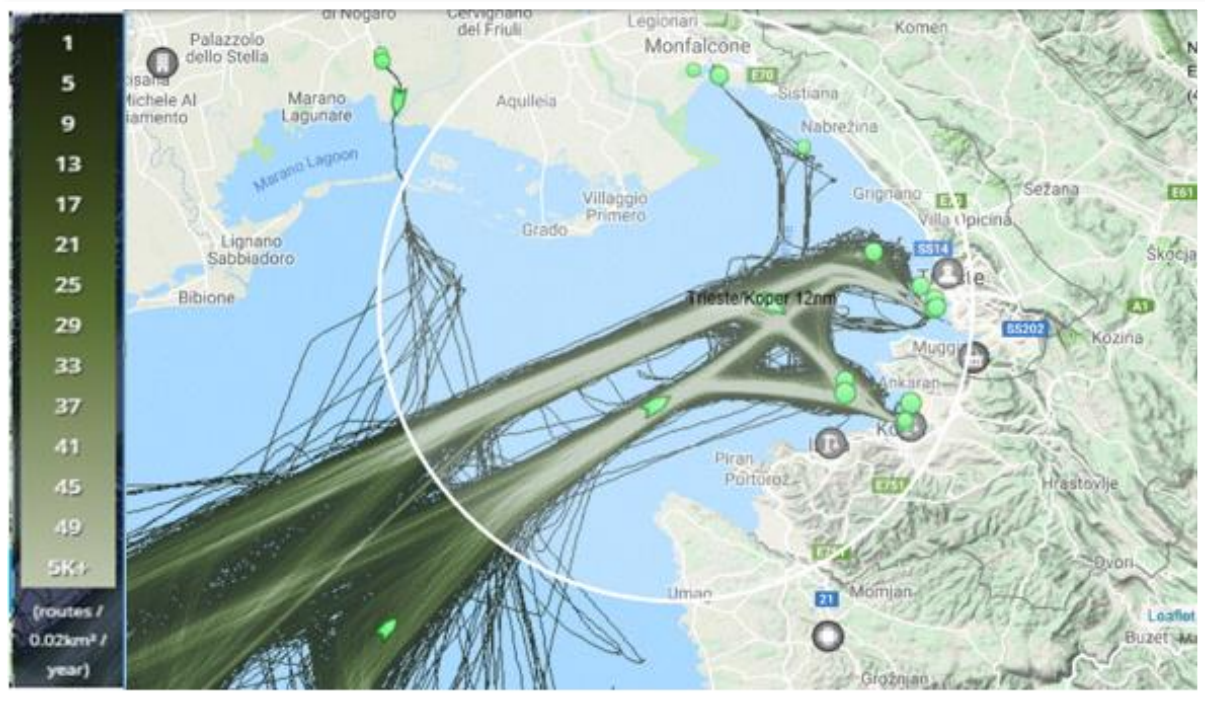 1
5
9
13
17
21
25
29
33
37
41
45
49
5K+
(routes /
0.02km² /
year)
di Nogaro
Cervignano
del Friuli
Legionari
Komen
Palazzolo
dello Stella
Monfalcone
E70
Sistiana
Michele Al
Marano
Lagunare
Aquileia
Nabrežina
Marano Lagoon
Villaggio
Primero
Grado
Grignano
Sežana
E61
Villa Opicina
Lignano
Sabbiadoro
SS14
Bibione
Trieste/Koper 12nm
A1
SS202
Kozina
Ankaran
Piran
Portorož
E751
Hrastovlje
Umag
21
Momjan
Dvori
Leaflet
Buzet
Grožnjan